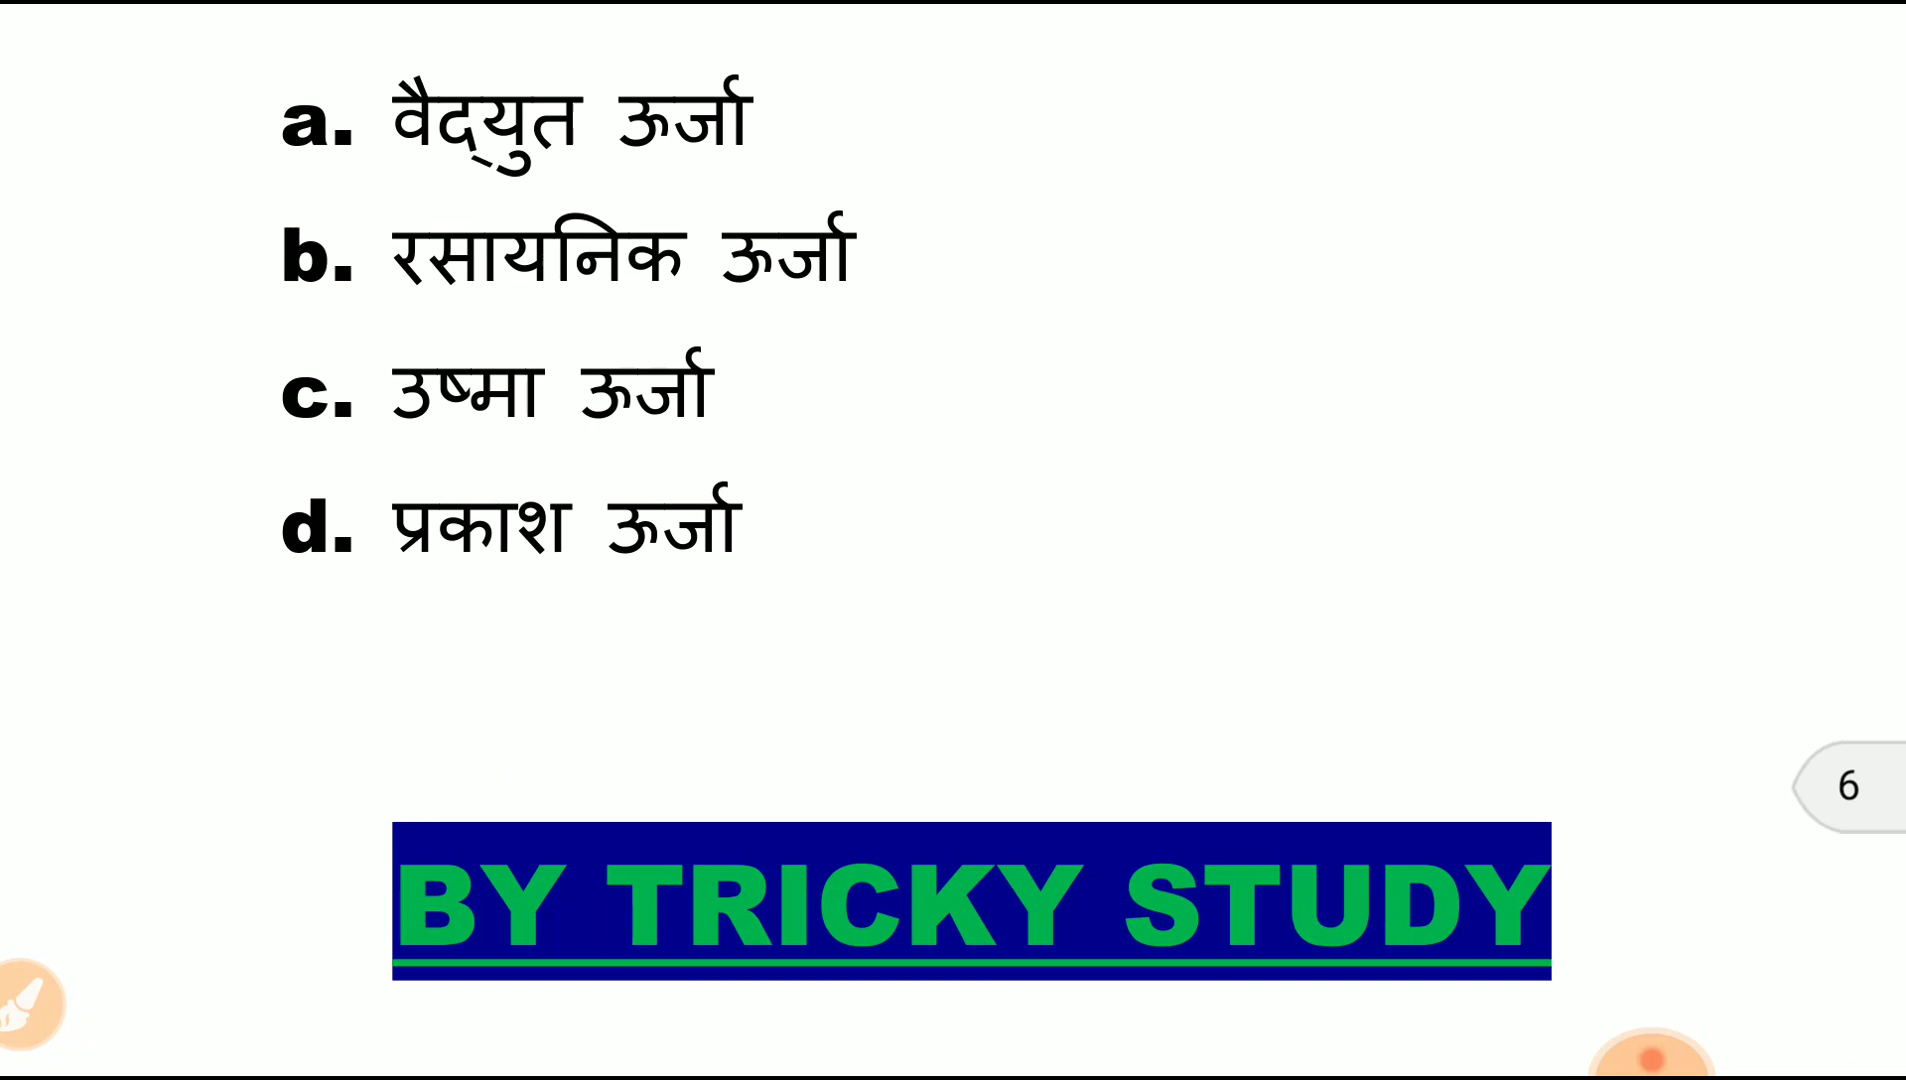 a. वैद्युत ऊर्जा
b. रसायनिक ऊर्जा
c. उष्मा ऊर्जा
d. प्रकाश ऊर्जा
6
BY TRICKY STUDY